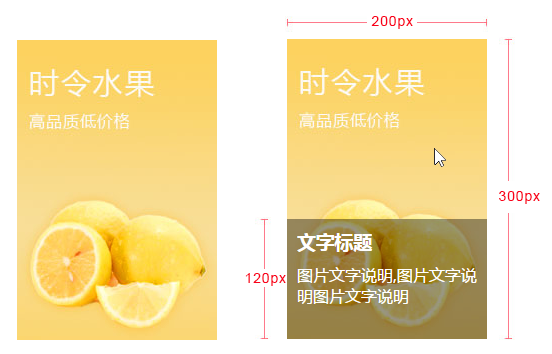 200px
时令水果
高品质低价格
时令水果
高品质低价格
300px
120px
文字标题
图片文字说明,图片文字说
明图片文字说明